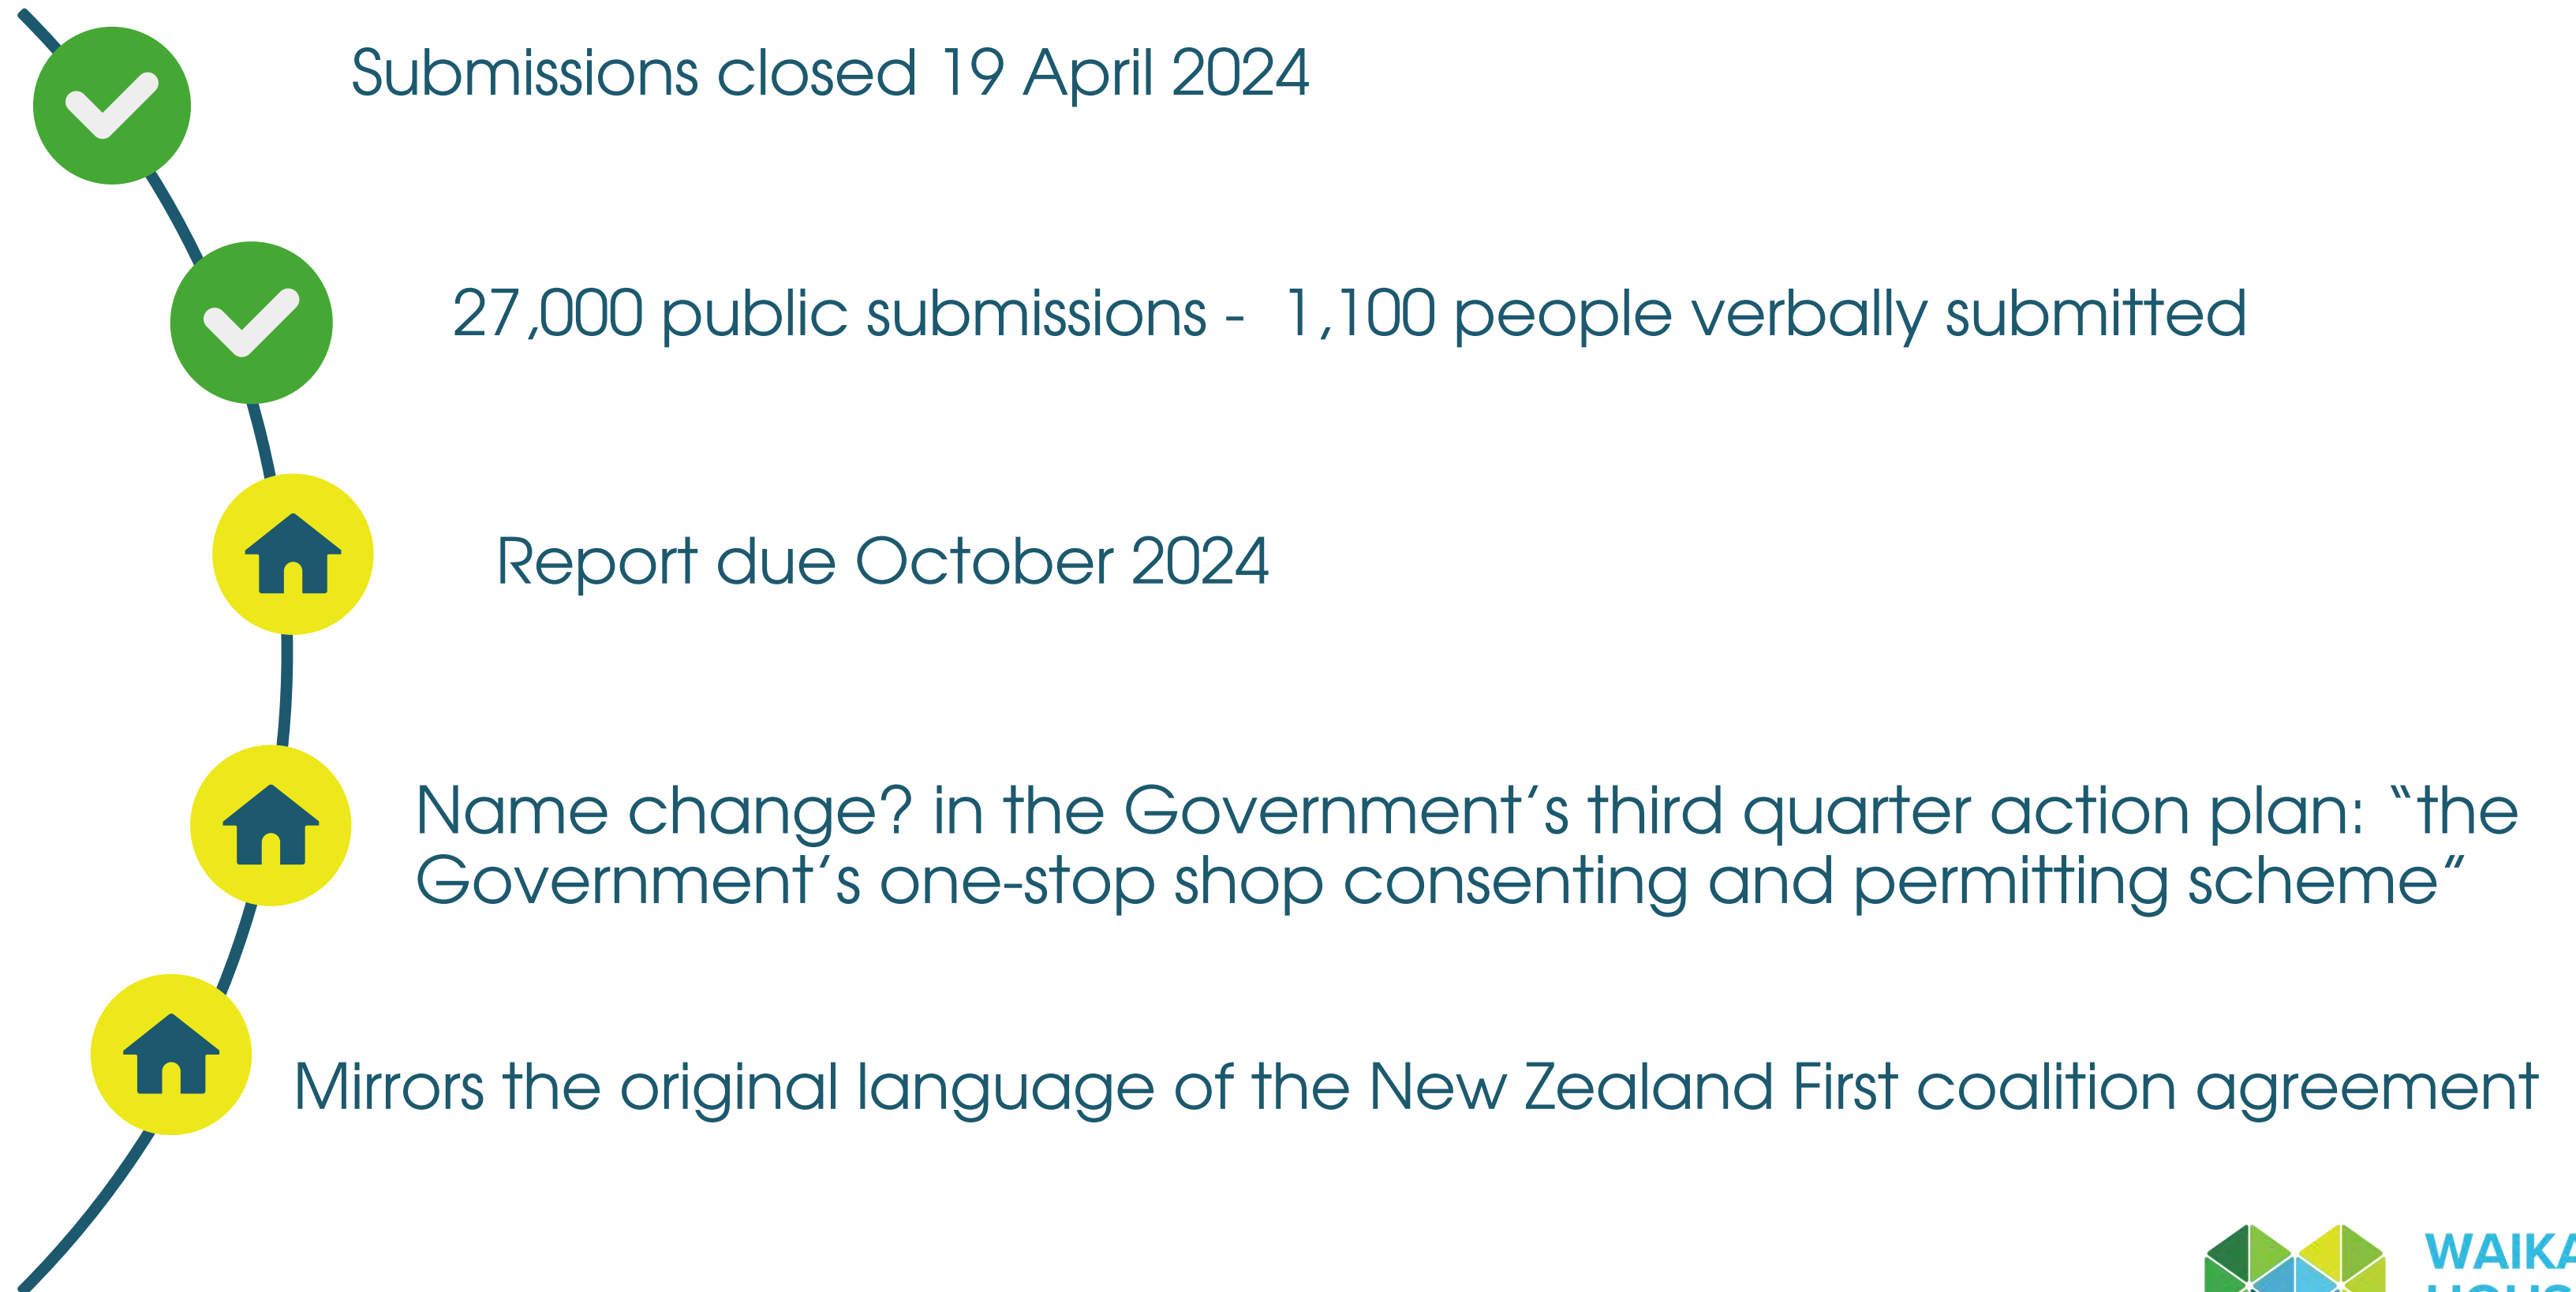 Submissions closed 19 April 2024
27,000 public submissions -  1,100 people verbally submitted
Report due October 2024
Name change? in the Government’s third quarter action plan: “the
Government’s one-stop shop consenting and permitting scheme”
Mirrors the original language of the New Zealand First coalition agreement